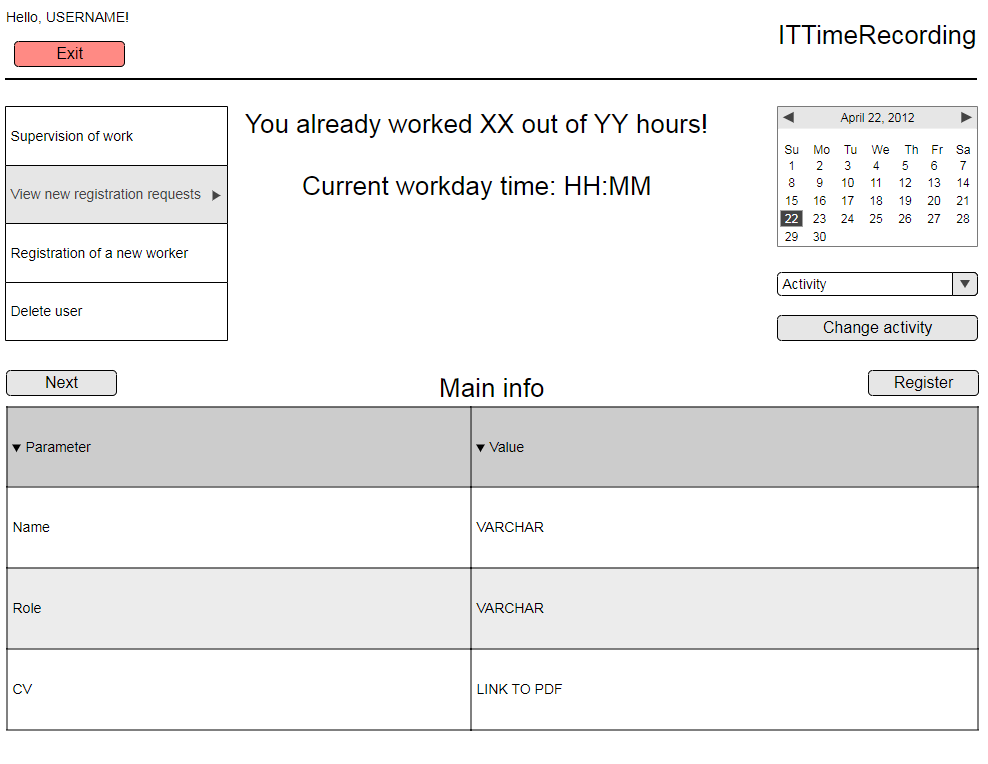 Hello, USERNAME!
Exit
ITTimeRecording
Supervision of work
View new registration requests
Registration of a new worker
Delete user
You already worked XX out of YY hours!
Current workday time: HH:MM
April 22, 2012
Su Mo Tu We Th Fr Sa
1 2 3 4 5 6 7
8 9 10 11 12 13 14
15 16 17 18 19 20 21
22 23 24 25 26 27 28
29 30
Activity
Change activity
Next
Main info
Register
Parameter Value
Name VARCHAR
Role VARCHAR
CV LINK TO PDF